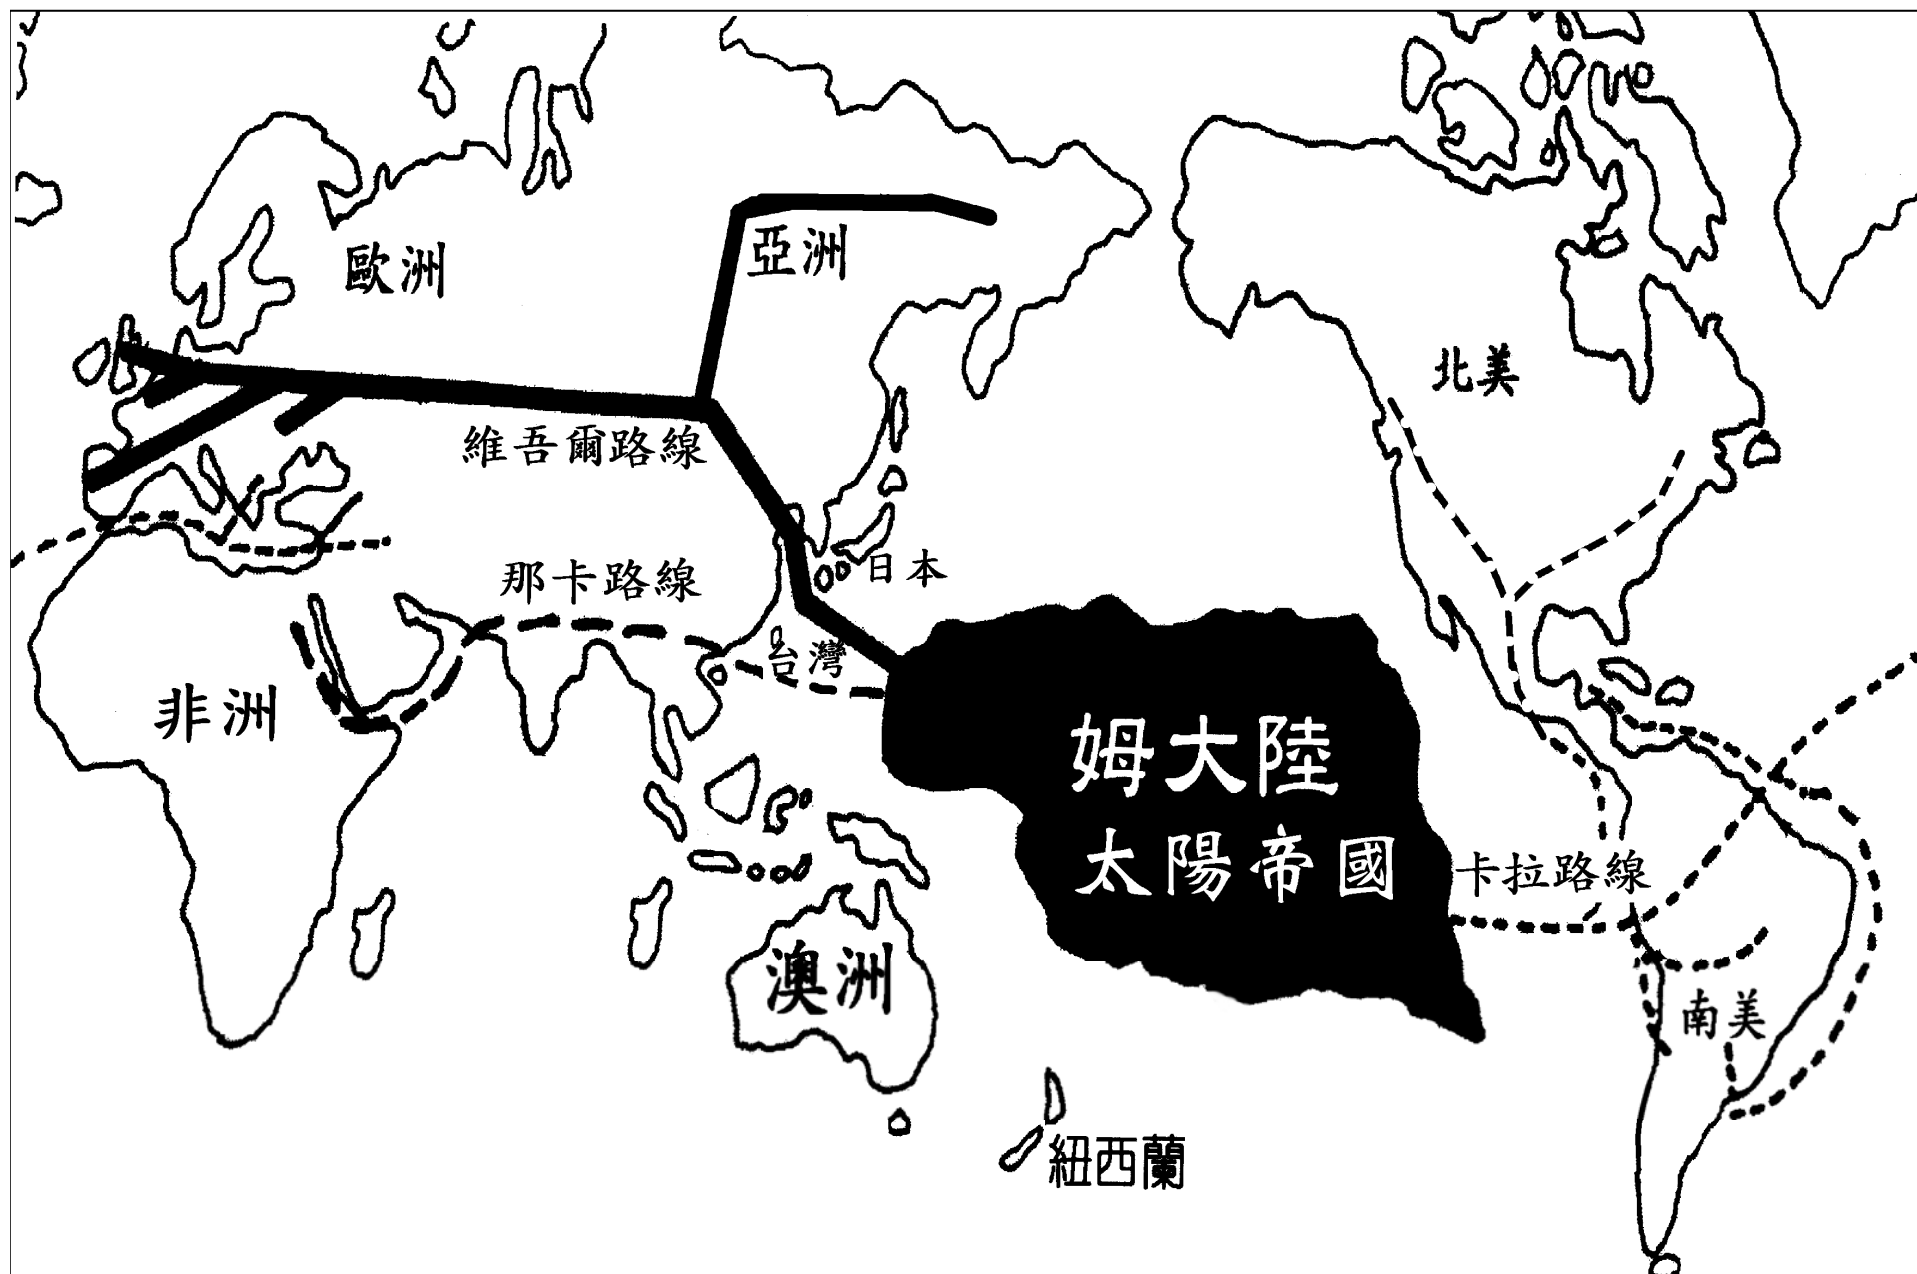 歐洲
亞洲
北美
維吾爾路線
日本
那卡路線
台灣
非洲
姆大陸
太陽帝國
卡拉路線
澳洲
南美
紐西蘭